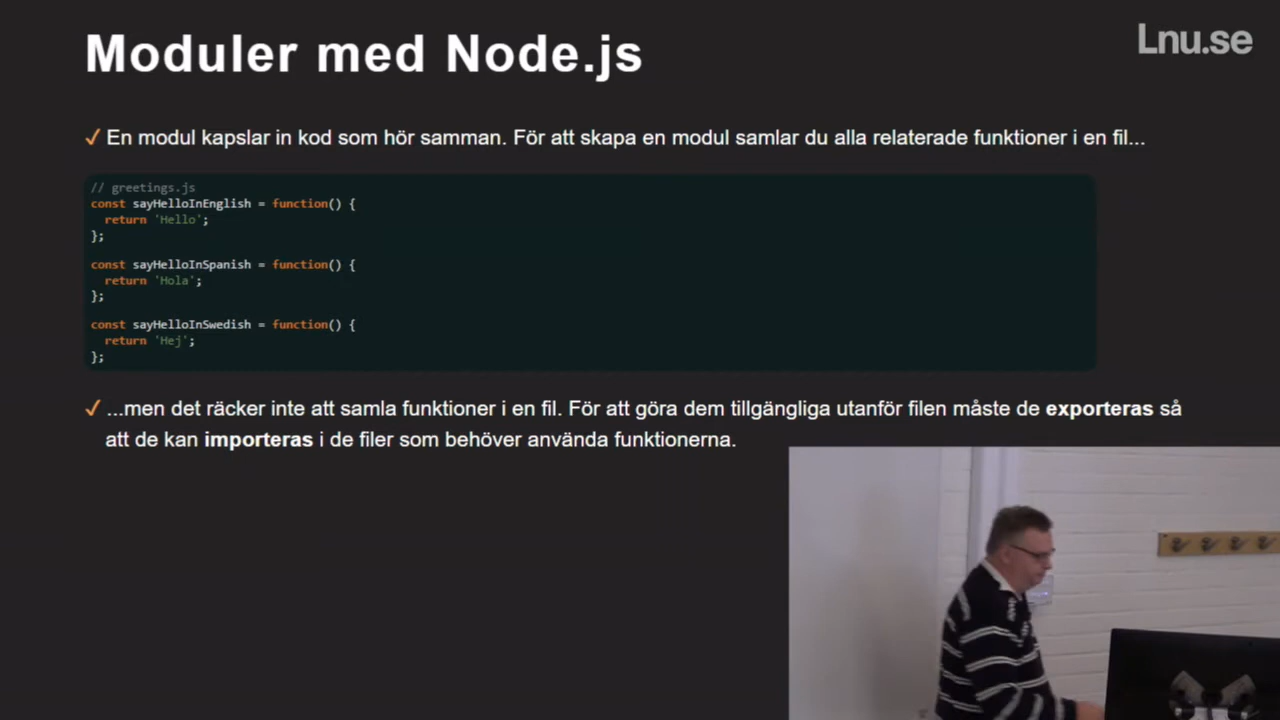 Moduler med Node.js
Lnu.se
✓ En modul kapslar in kod som hör samman. För att skapa en modul samlar du alla relaterade funktioner i en fil...
// greetings.js
const sayHelloInEnglish = function() {
  return 'Hello';
};
const sayHelloInSpanish = function() {
  return 'Hola';
};
const sayHelloInSwedish = function() {
  return 'Hej';
};
✓ ...men det räcker inte att samla funktioner i en fil. För att göra dem tillgängliga utanför filen måste de exporteras så
att de kan importeras i de filer som behöver använda funktionerna.